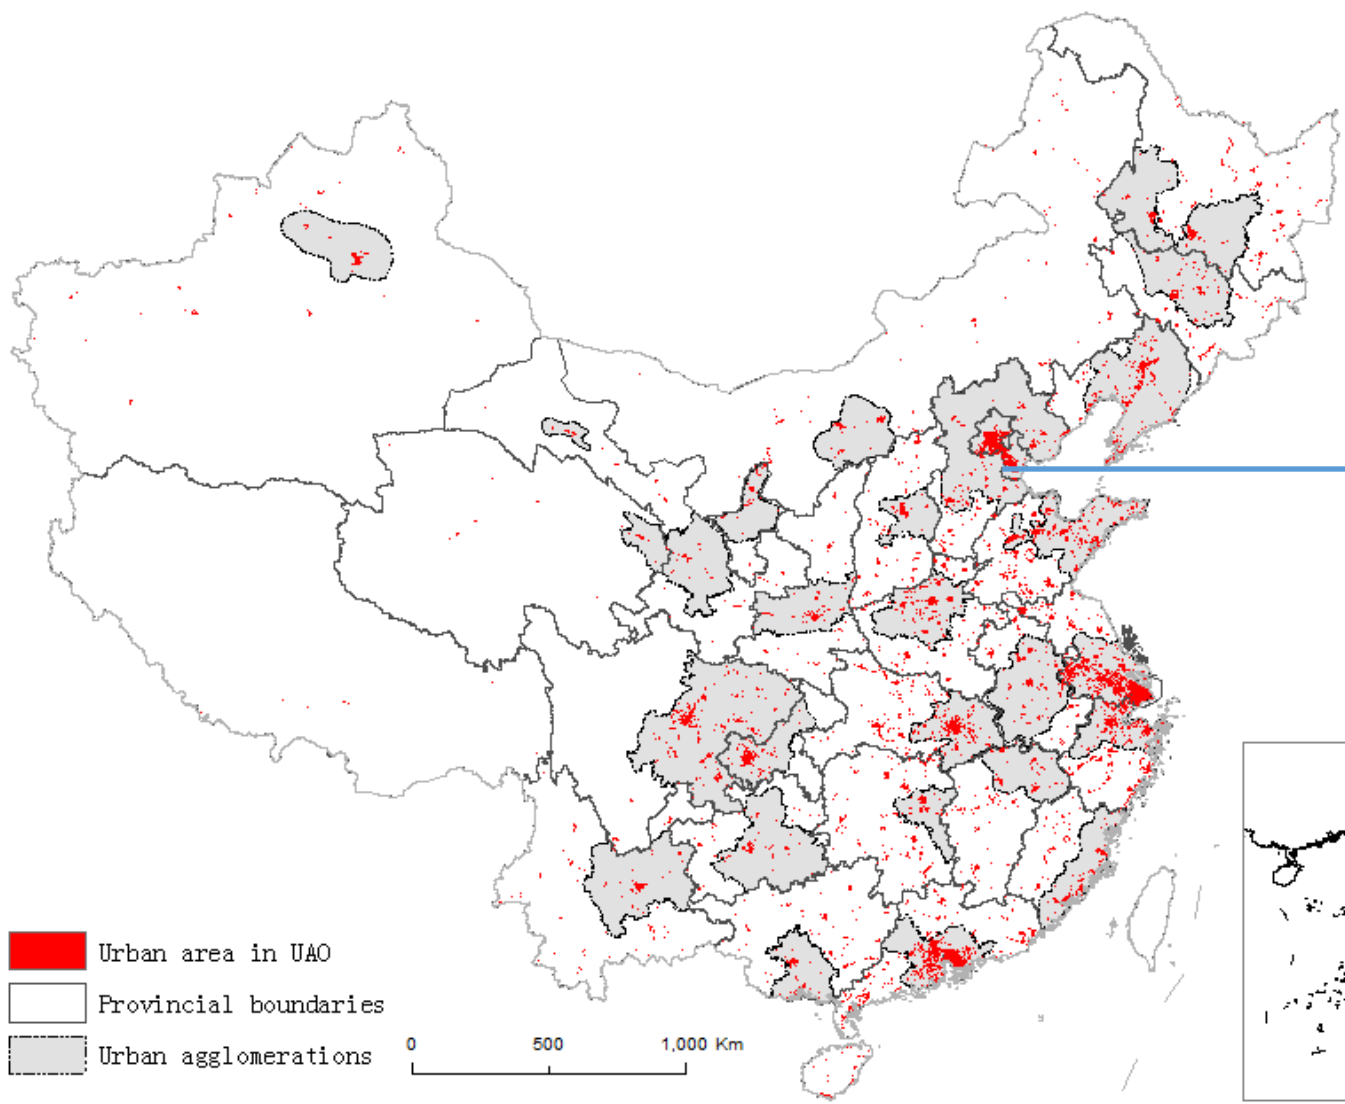 Urban area in UAO
Provincial boundaries
Urban agglomerations
0 500 1,000 Km